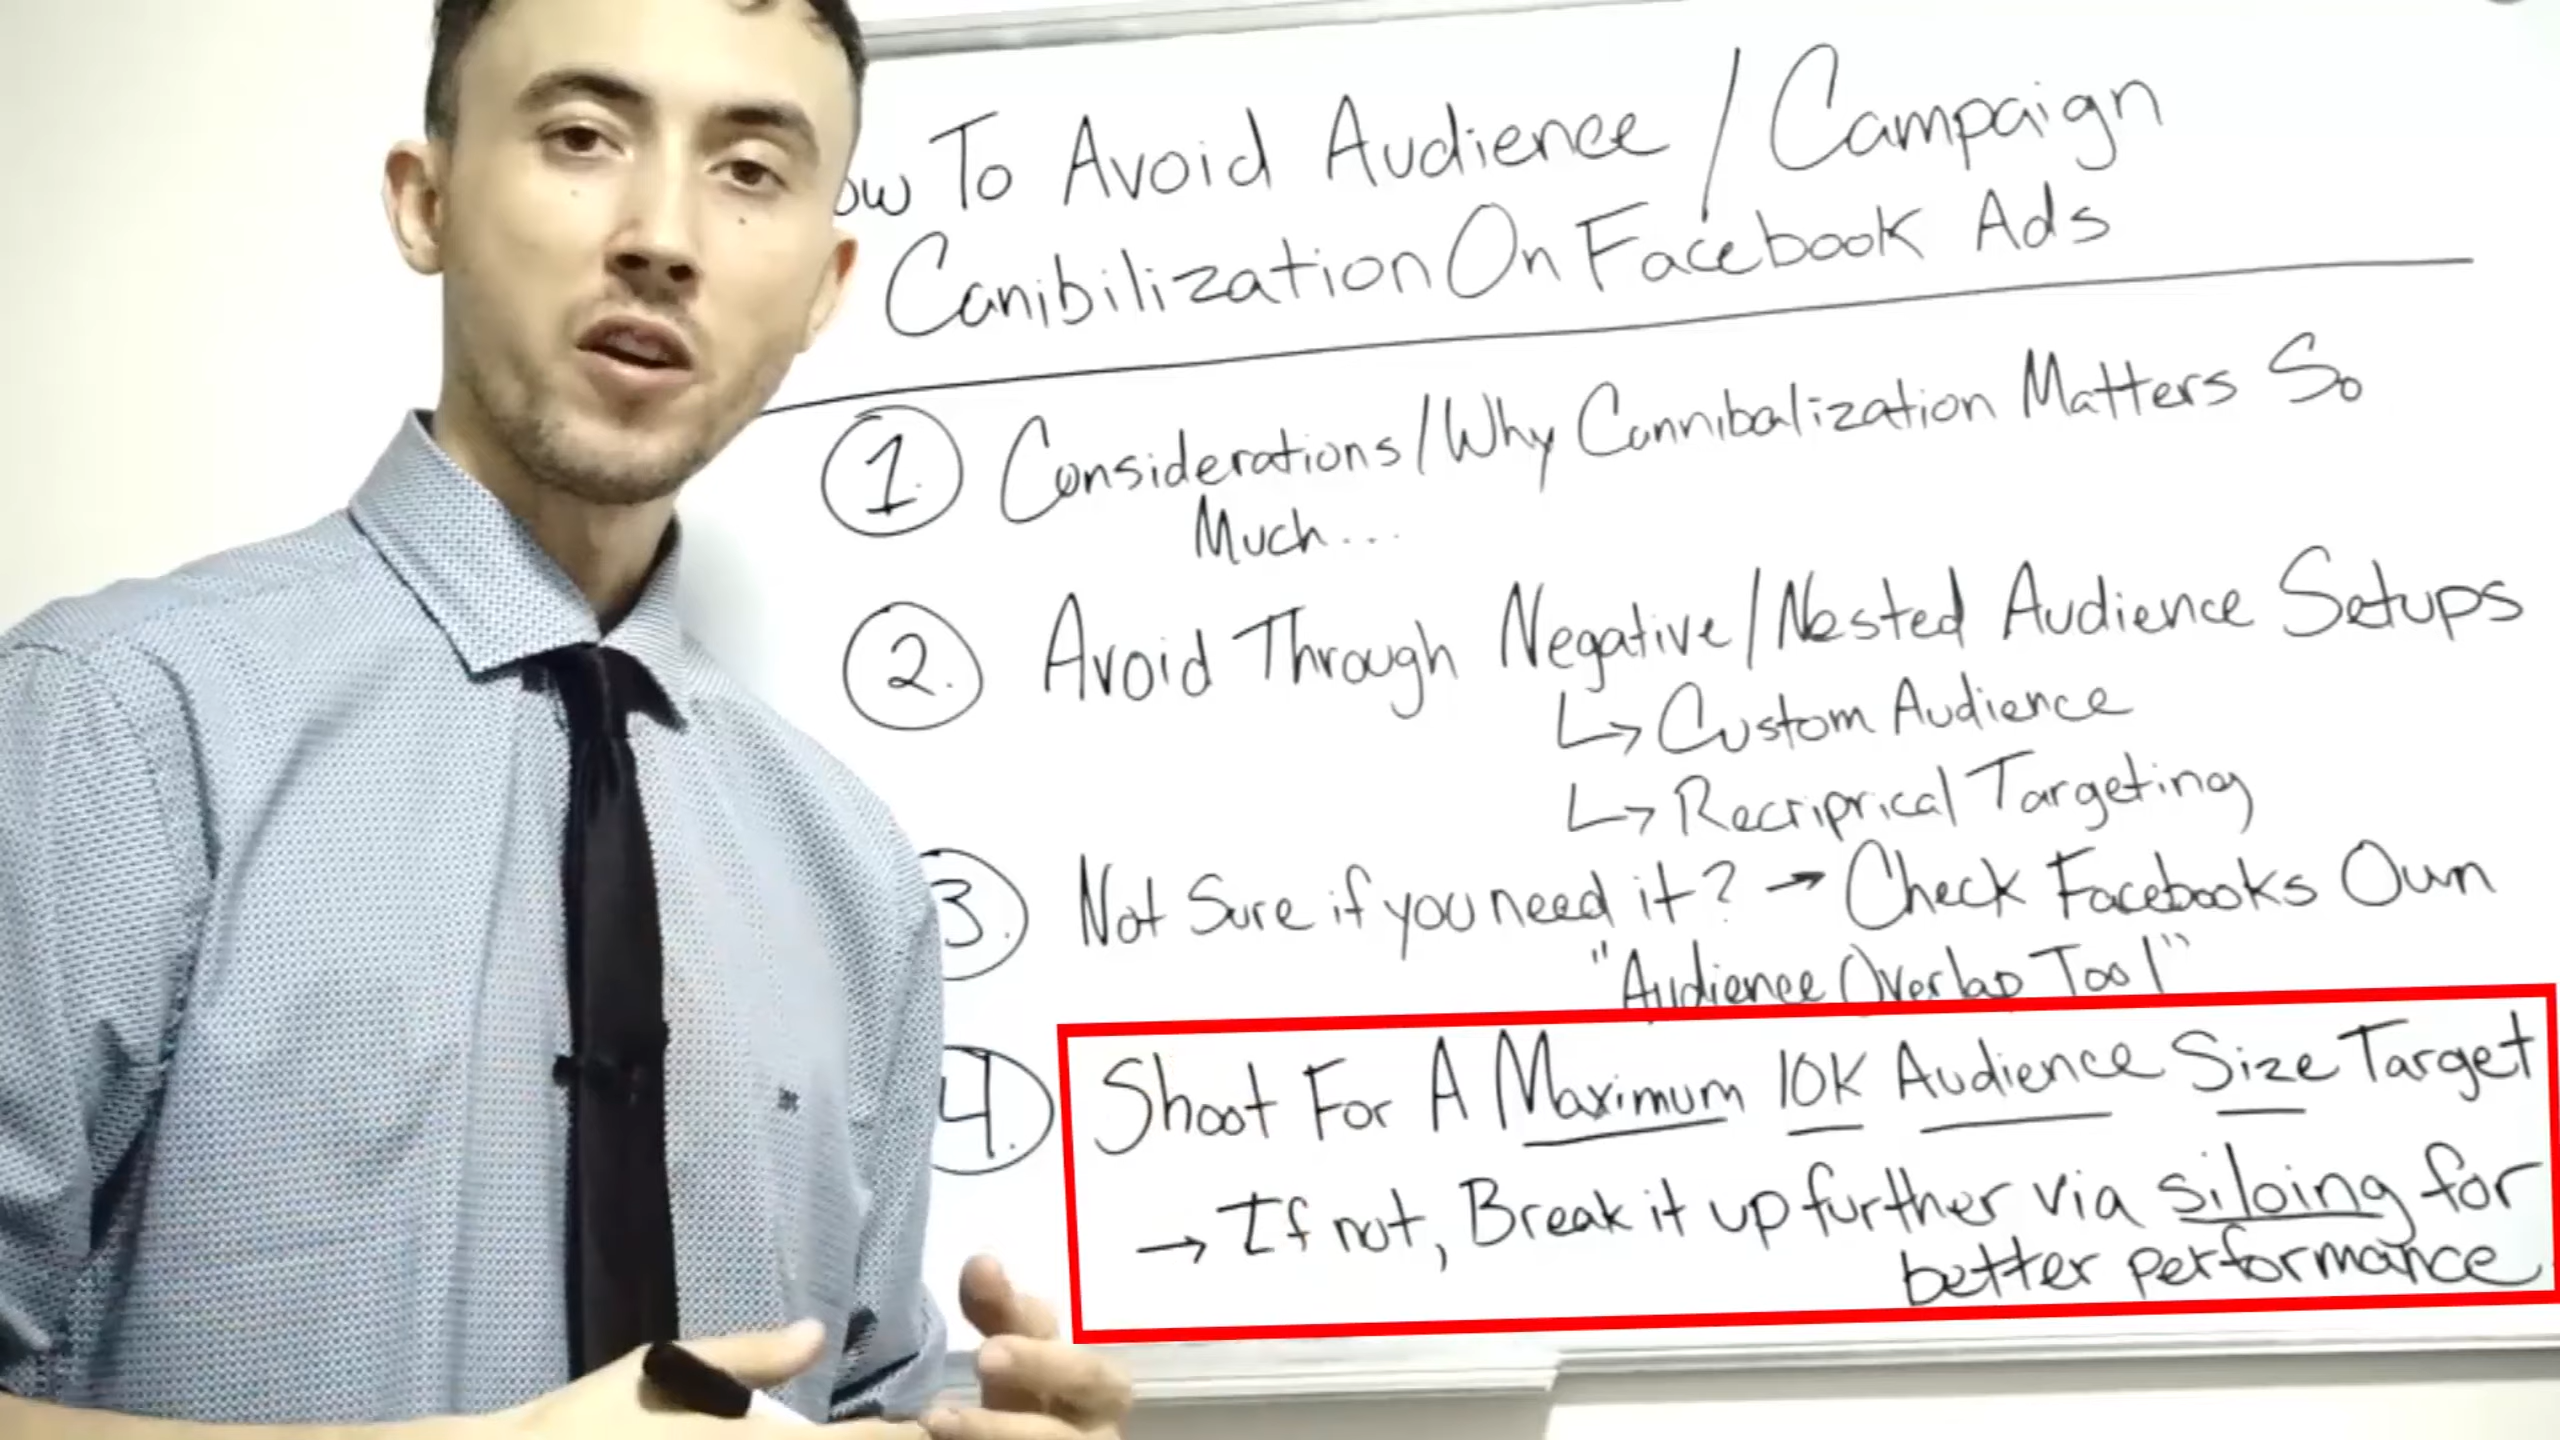 ow To Avoid Audience / Campaign
Canibilization On Facebook Ads
1. Considerations/Why Cannibalization Matters So
Much...
2. Avoid Through Negative/Nested Audience Setups
↳ Custom Audience
↳ Recriprical Targeting
3. Not Sure if you need it? → Check Facebooks Own
"Audience Overlap Tool"
4. Shoot For A Maximum 10K Audience Size Target
→ If not, Break it up further via siloing for
better performance